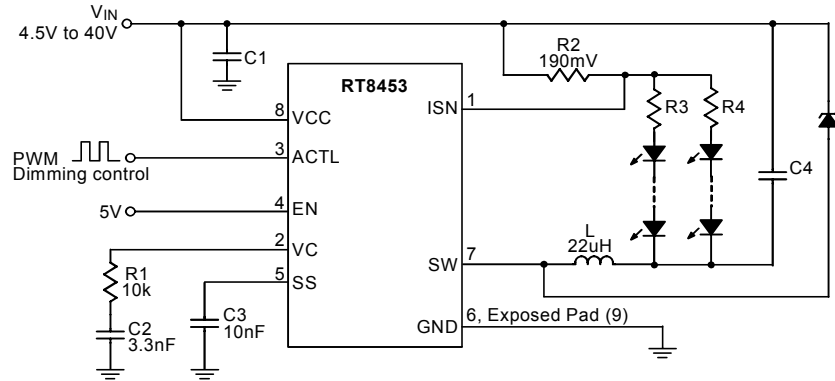 VIN
4.5V to 40V
C1
R2
190mV
RT8453
1
ISN
R3
R4
8
VCC
PWM
Dimming control
3
ACTL
C4
5V
4
EN
2
VC
L
22uH
7
SW
R1
10k
5
SS
C3
10nF
6, Exposed Pad (9)
GND
C2
3.3nF